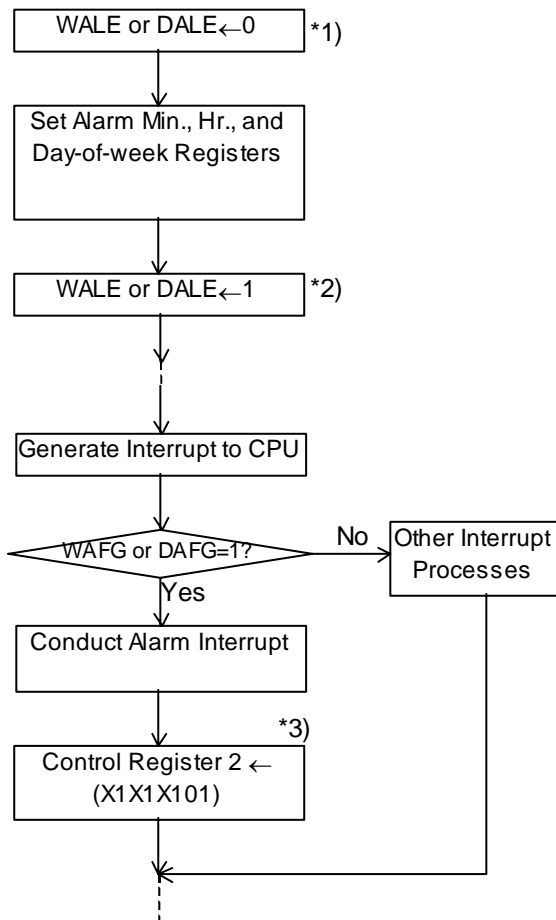 WALE or DALE←0
*1)
Set Alarm Min., Hr., and
Day-of-week Registers
WALE or DALE←1
*2)
Generate Interrupt to CPU
WAFG or DAFG=1?
No
Other Interrupt
Processes
Yes
Conduct Alarm Interrupt
*3)
Control Register 2 ←
(X1X1X101)